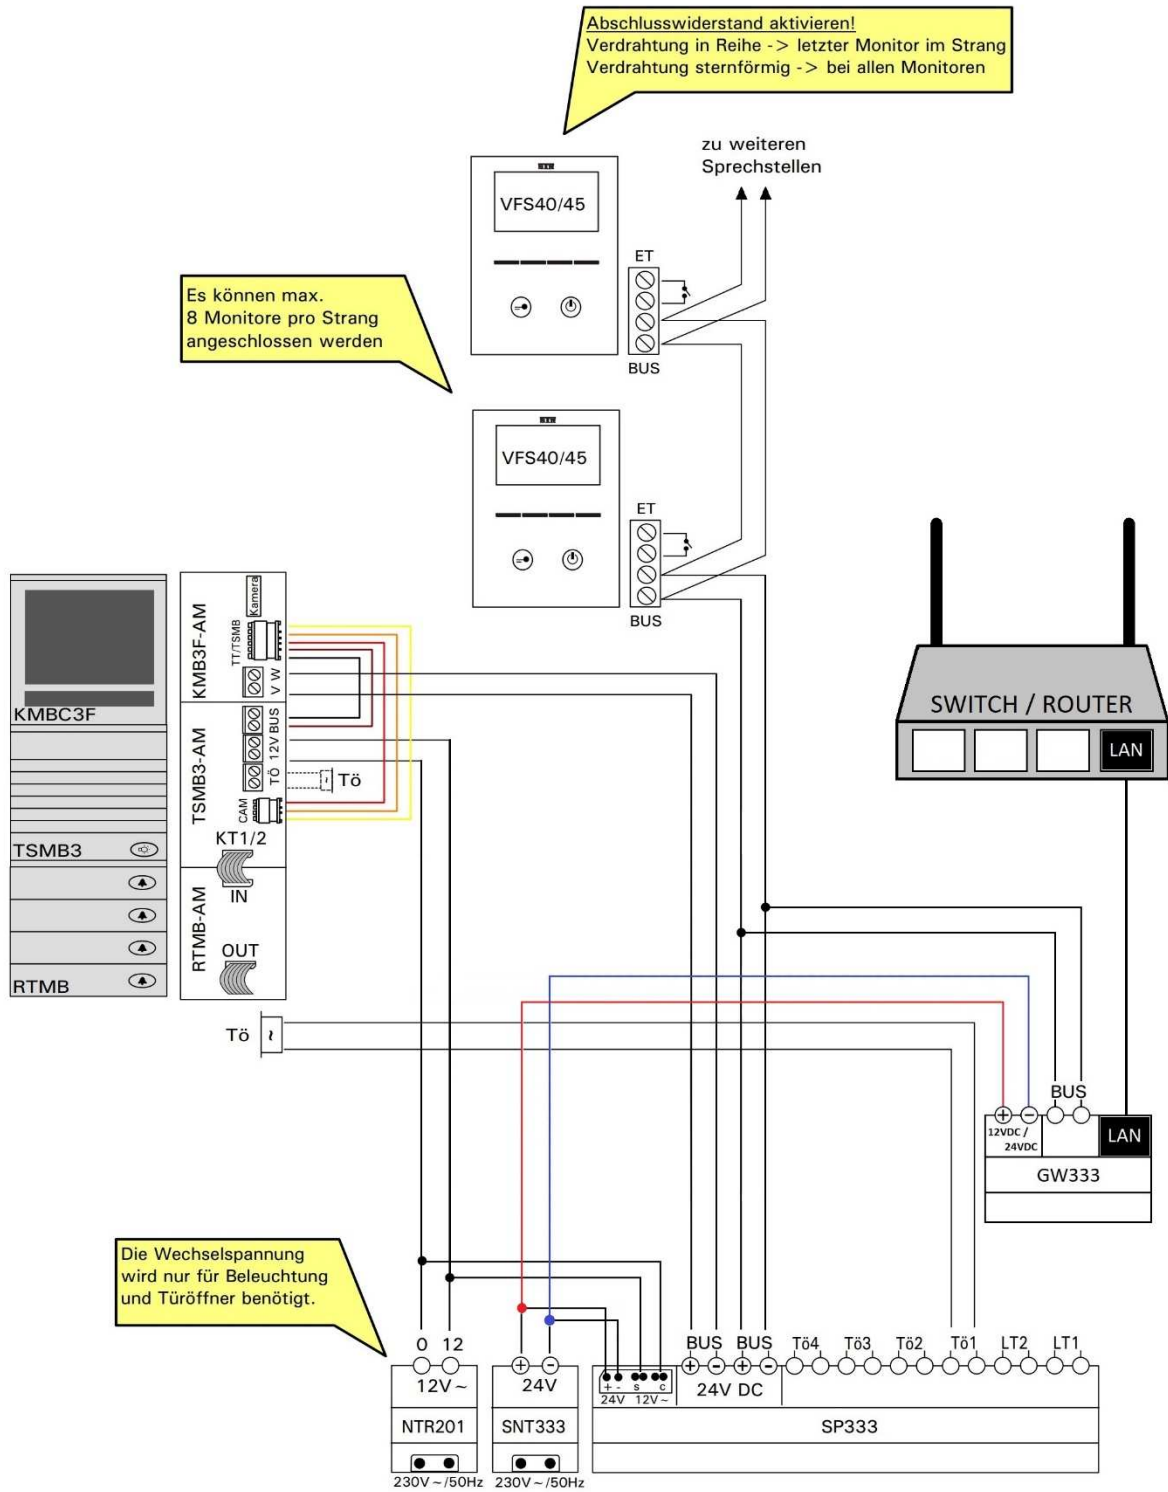 Abschlusswiderstand aktivieren!
Verdrahtung in Reihe -> letzter Monitor im Strang
Verdrahtung sternförmig -> bei allen Monitoren
zu weiteren
Sprechstellen
VFS40/45
ET
BUS
Es können max.
8 Monitore pro Strang
angeschlossen werden
VFS40/45
ET
BUS
KMBC3F
TSMB3
RTMB
KMB3F-AM
Kamera
TT/TSMB
V W
TSMB3-AM
BUS
12V
TÖ
CAM
Tö
KT1/2
IN
RTMB-AM
OUT
Tö
~
SWITCH / ROUTER
LAN
BUS
+ -
12VDC /
24VDC
LAN
GW333
Die Wechselspannung
wird nur für Beleuchtung
und Türöffner benötigt.
0 12
12V~
NTR201
230V~/50Hz
+ -
24V
SNT333
230V~/50Hz
+ - s c
24V 12V~
BUS BUS
+ - + -
24V DC
Tö4 Tö3 Tö2 Tö1 LT2 LT1
SP333